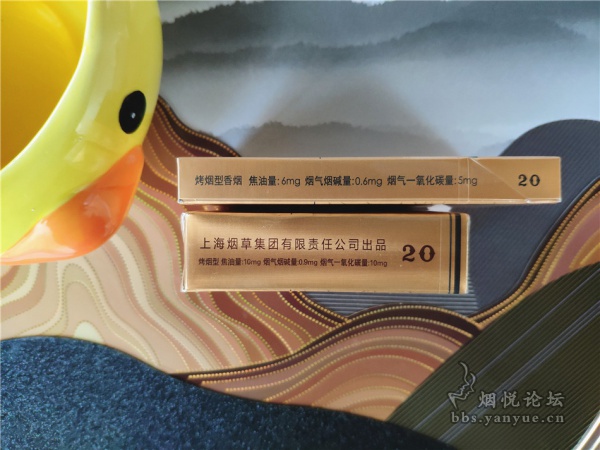 烤烟型香烟 焦油量:6mg 烟气烟碱量:0.6mg 烟气一氧化碳量:5mg 20
上海烟草集团有限责任公司出品 20
烤烟型 焦油量:10mg 烟气烟碱量:0.9mg 烟气一氧化碳量:10mg
烟悦论坛
bbs.yanyue.cn